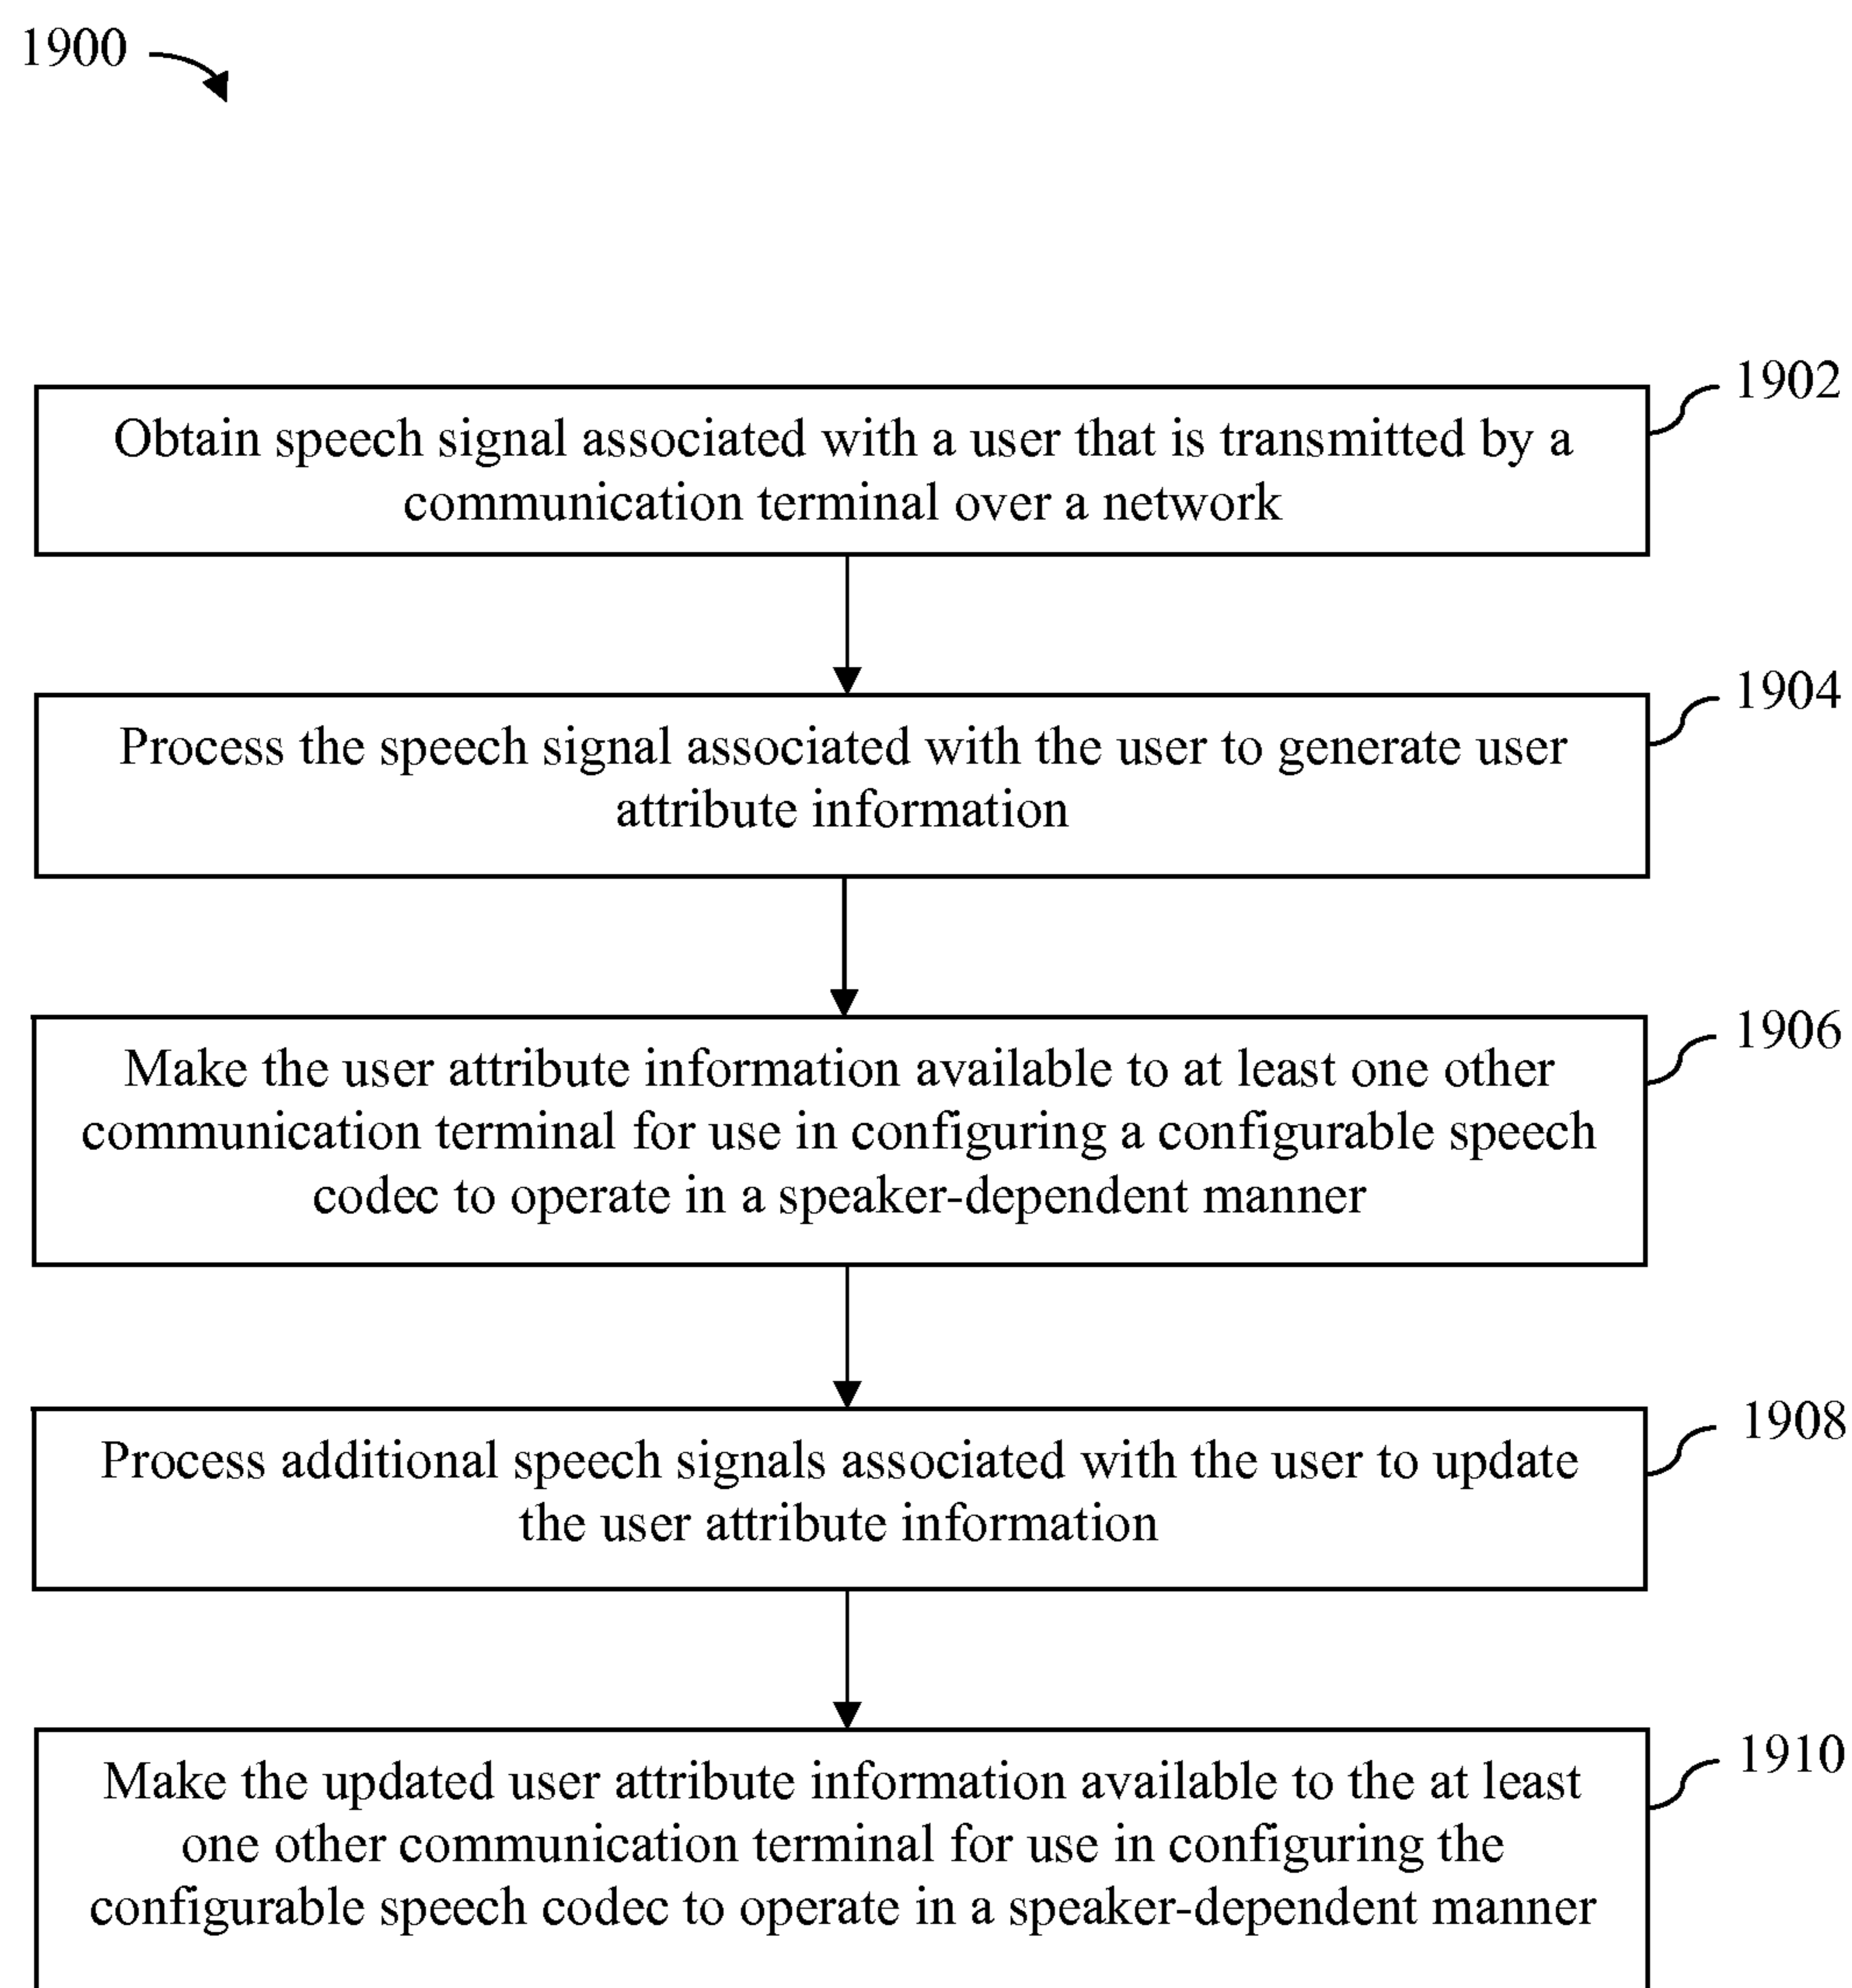 1900
1902
Obtain speech signal associated with a user that is transmitted by a
communication terminal over a network
1904
Process the speech signal associated with the user to generate user
attribute information
1906
Make the user attribute information available to at least one other
communication terminal for use in configuring a configurable speech
codec to operate in a speaker-dependent manner
1908
Process additional speech signals associated with the user to update
the user attribute information
1910
Make the updated user attribute information available to the at least
one other communication terminal for use in configuring the
configurable speech codec to operate in a speaker-dependent manner